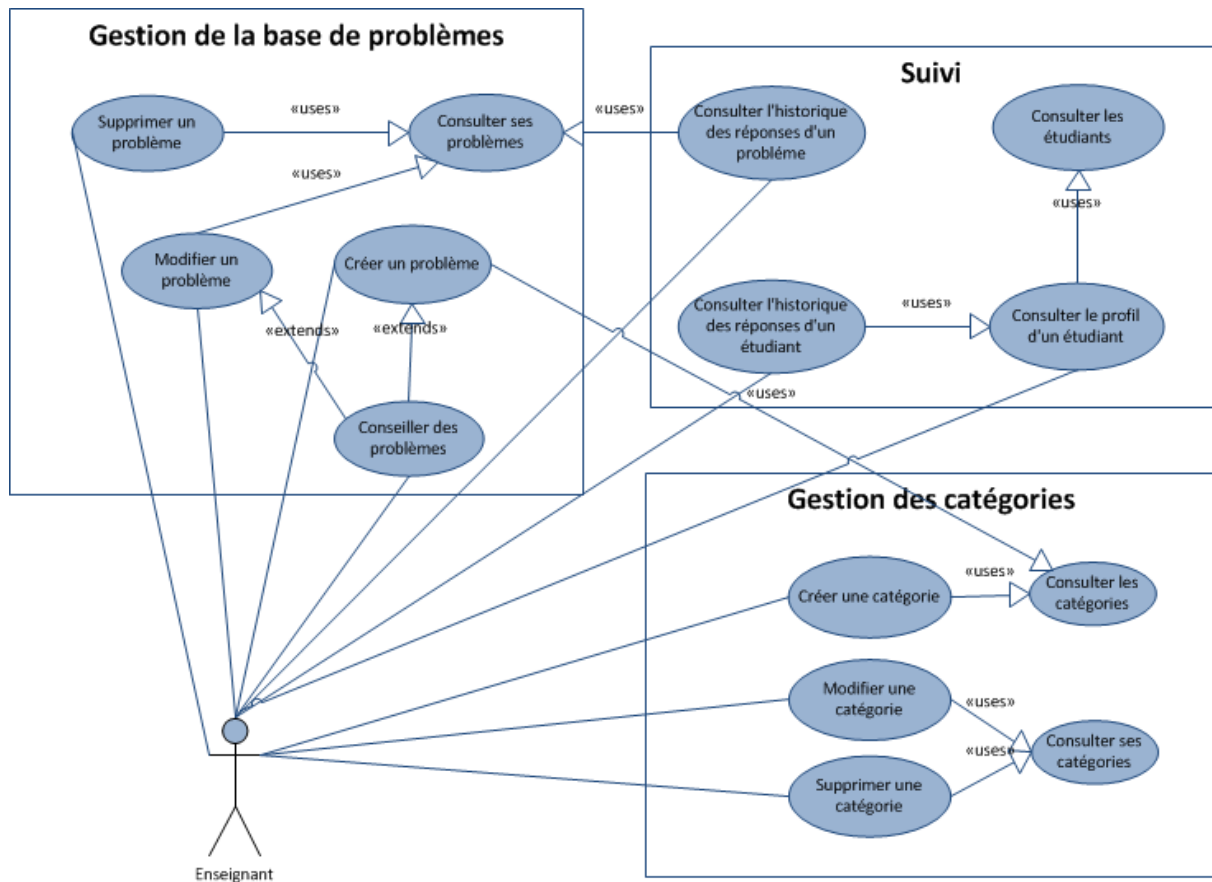 Gestion de la base de problèmes
Supprimer un
problème
«uses»
Consulter ses
problèmes
«uses»
«uses»
Modifier un
problème
Créer un problème
«extends»
«extends»
Conseiller des
problèmes
Suivi
Consulter l'historique
des réponses d'un
probléme
Consulter les
étudiants
«uses»
Consulter l'historique
des réponses d'un
étudiant
«uses»
Consulter le profil
d'un étudiant
«uses»
Gestion des catégories
Créer une catégorie
«uses»
Consulter les
catégories
Modifier une
catégorie
«uses»
«uses»
Consulter ses
catégories
Supprimer une
catégorie
Enseignant